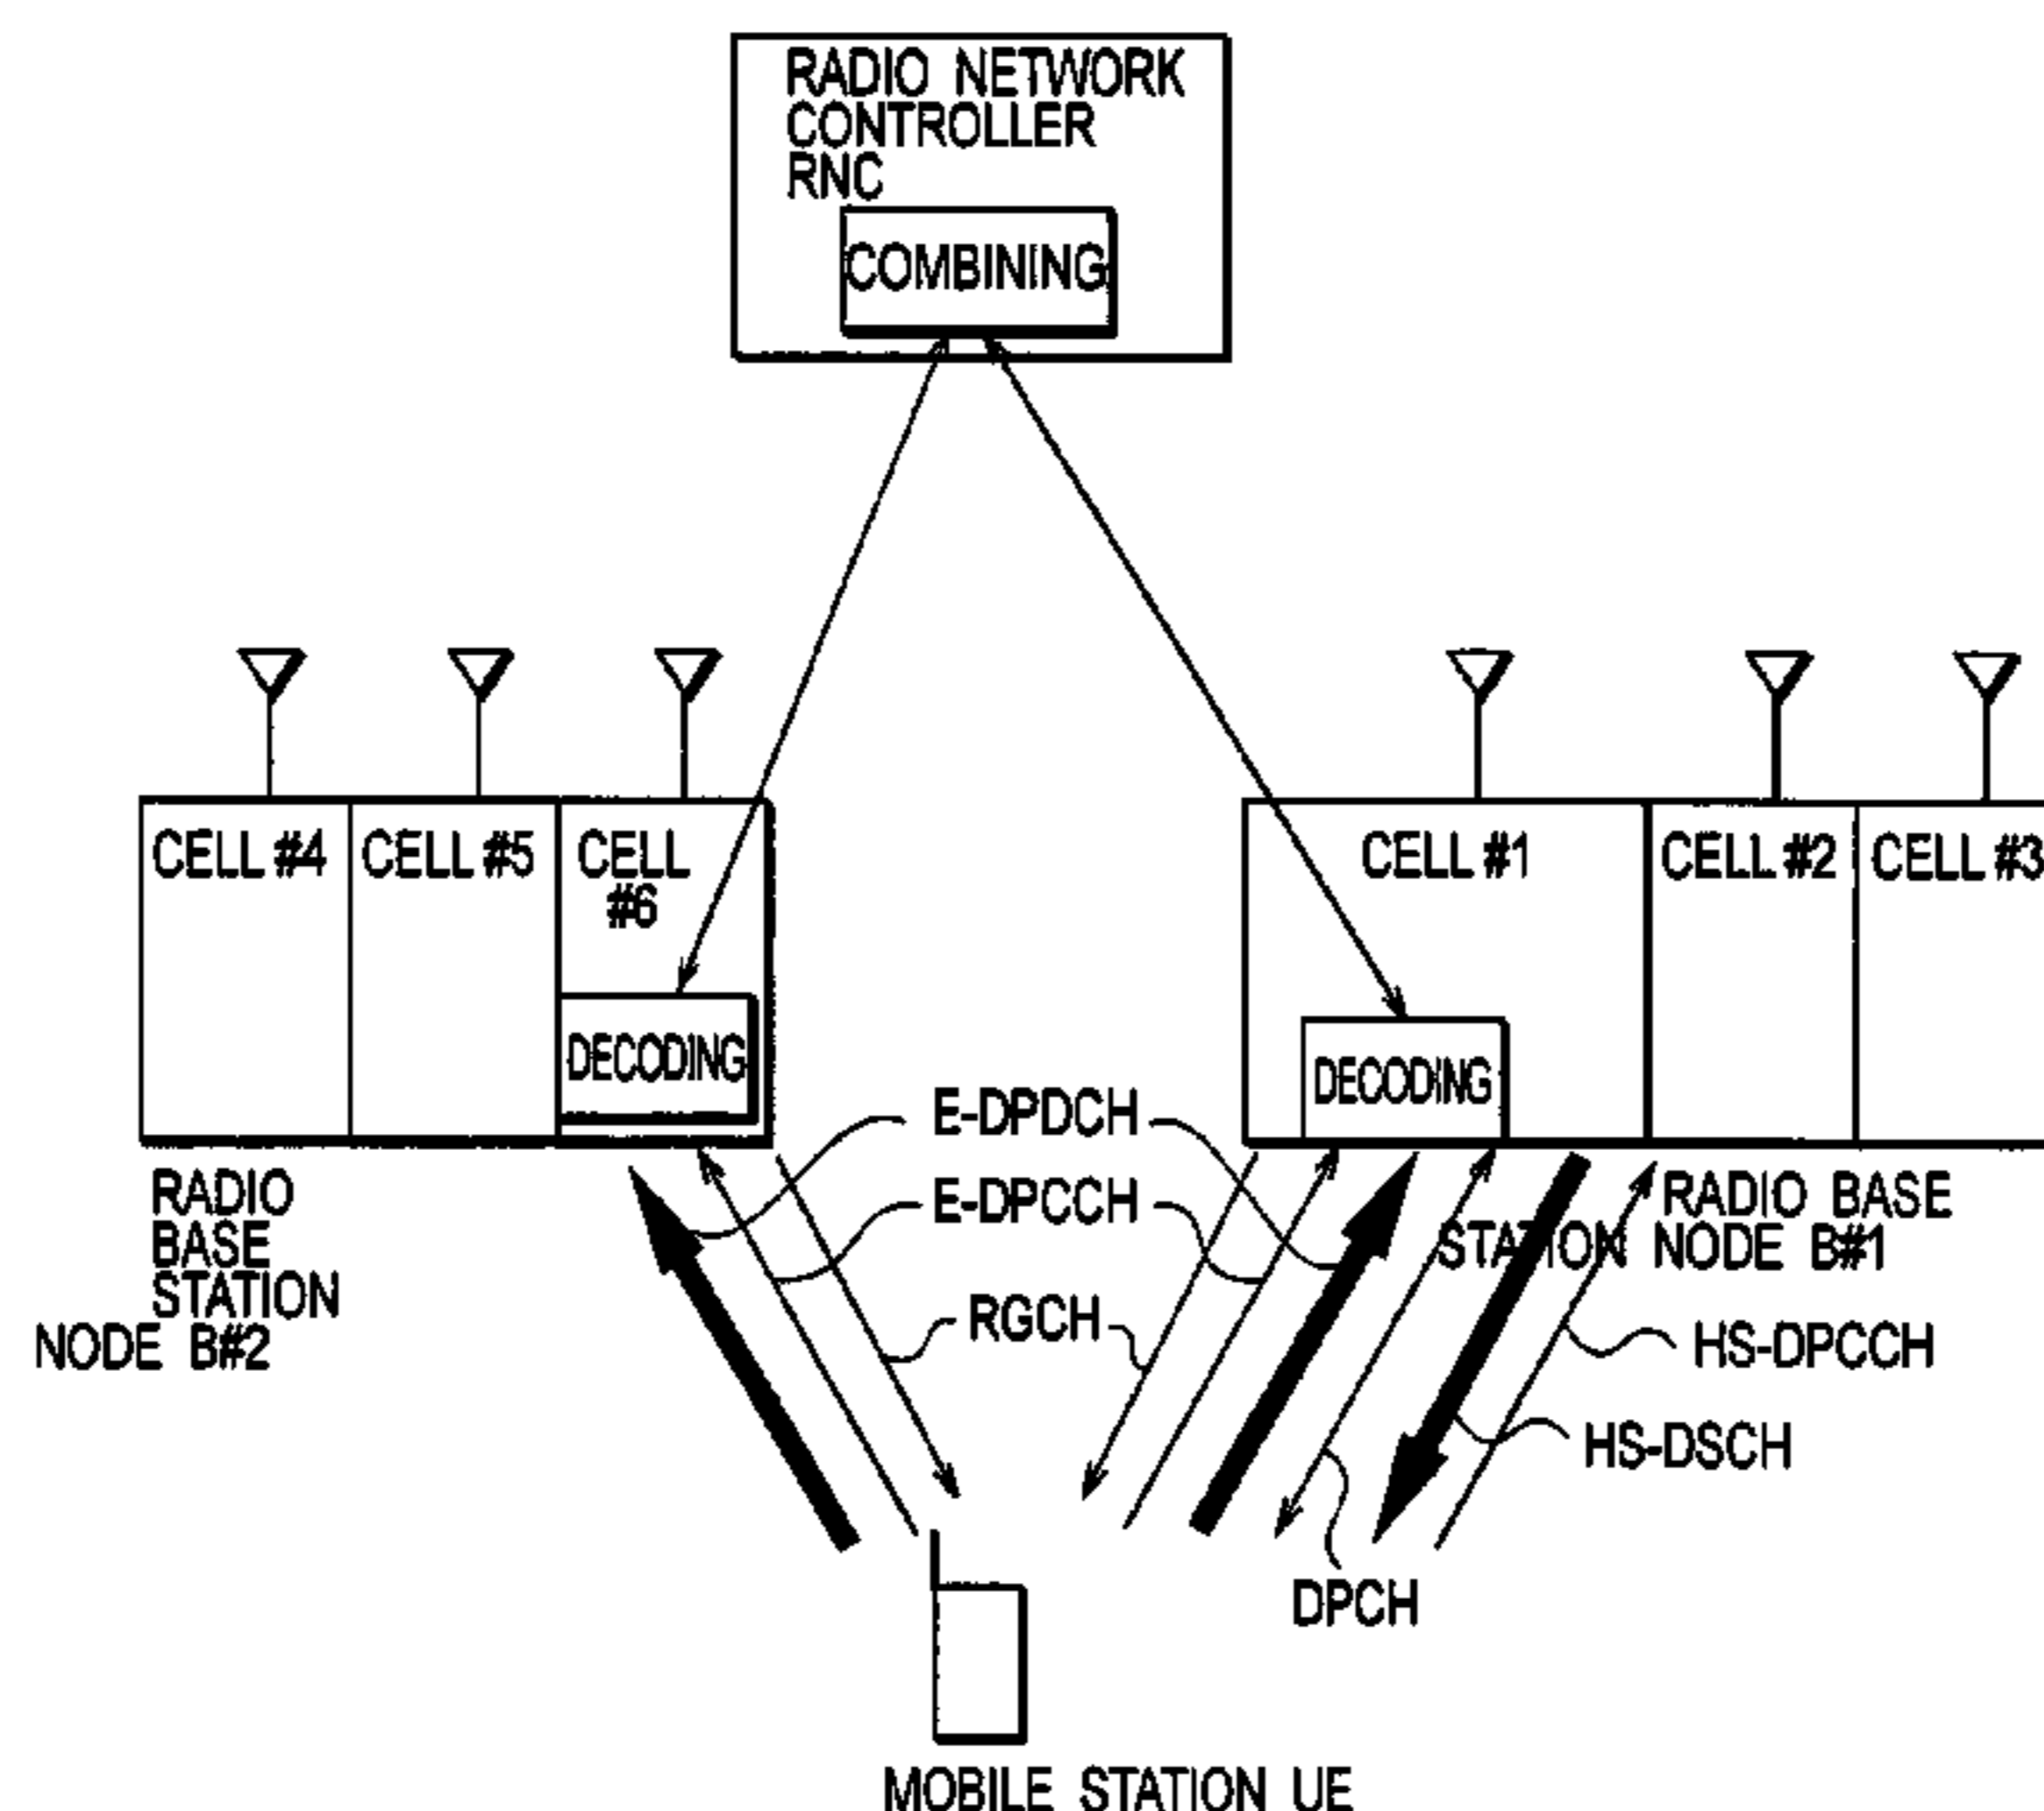 RADIO NETWORK
CONTROLLER
RNC
COMBINING
CELL #4
CELL #5
CELL
#6
CELL #1
CELL #2
CELL #3
DECODING
DECODING
E-DPDCH
E-DPCCH
RGCH
RADIO
BASE
STATION
NODE B#2
RADIO BASE
STATION NODE B#1
HS-DPCCH
HS-DSCH
DPCH
MOBILE STATION UE